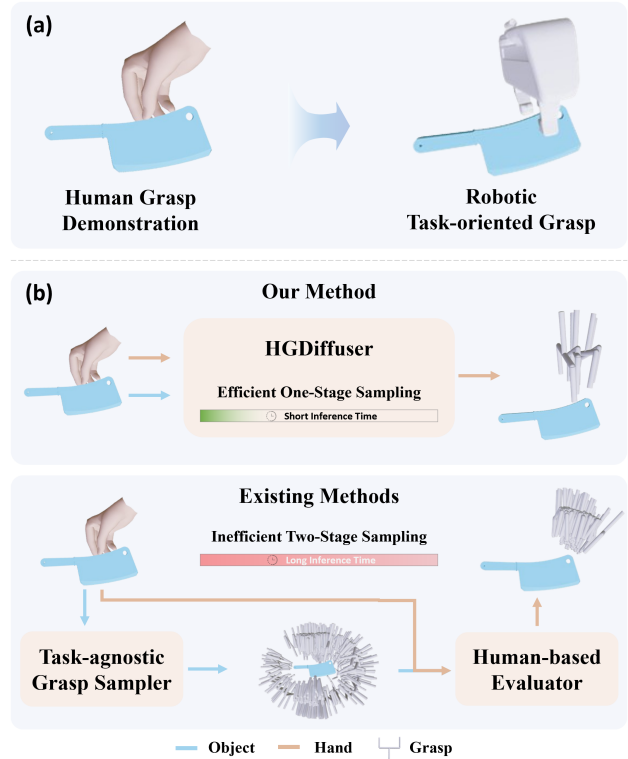 (a)
Human Grasp
Demonstration
Robotic
Task-oriented Grasp
(b)
Our Method
HGDiffuser
Efficient One-Stage Sampling
Short Inference Time
Existing Methods
Inefficient Two-Stage Sampling
Long Inference Time
Task-agnostic
Grasp Sampler
Human-based
Evaluator
Object
Hand
Grasp